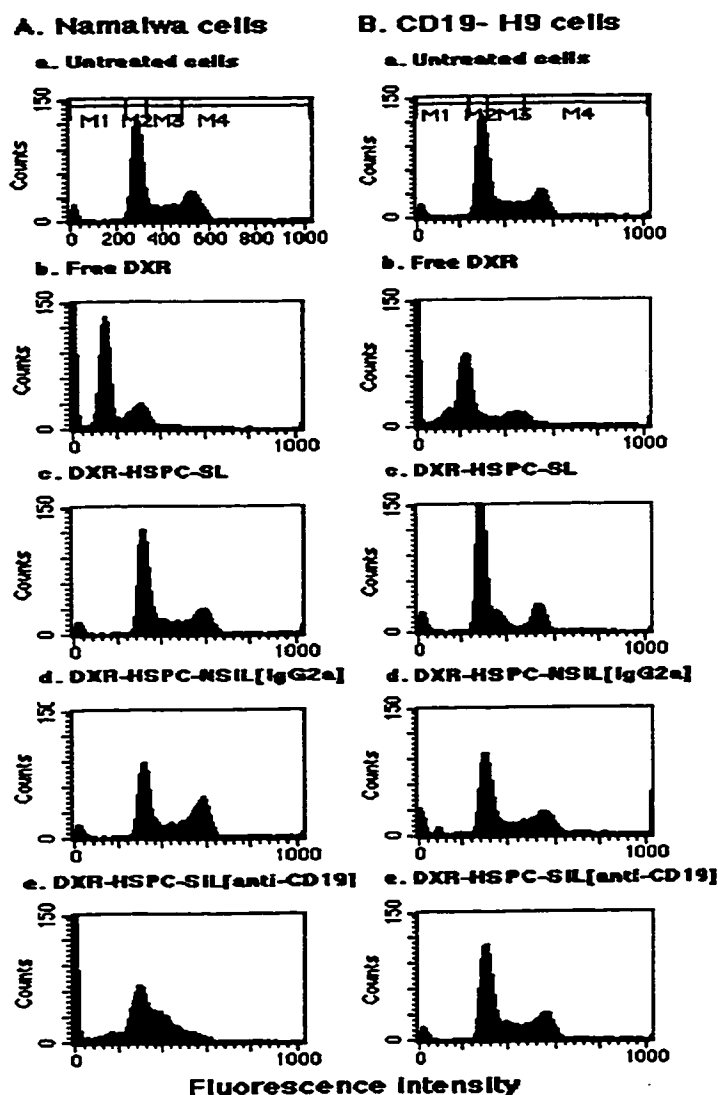 A. Namalwa cells
a. Untreated cells
150
M1 M2 M3 M4
Counts
0
0 200 400 600 800 1000
b. Free DXR
150
Counts
0
0 1000
c. DXR-HSPC-SL
150
Counts
0
0 1000
d. DXR-HSPC-NSIL[IgG2a]
Counts
0
0 1000
e. DXR-HSPC-SIL[anti-CD19]
150
Counts
0
0 1000
B. CD19- H9 cells
a. Untreated cells
150
M1 M2 M3 M4
Counts
0
0 1000
b. Free DXR
150
Counts
0
0 1000
c. DXR-HSPC-SL
150
Counts
0
0 1000
d. DXR-HSPC-NSIL[IgG2a]
150
Counts
0
0 1000
e. DXR-HSPC-SIL[anti-CD19]
150
Counts
0
0 1000
Fluorescence intensity